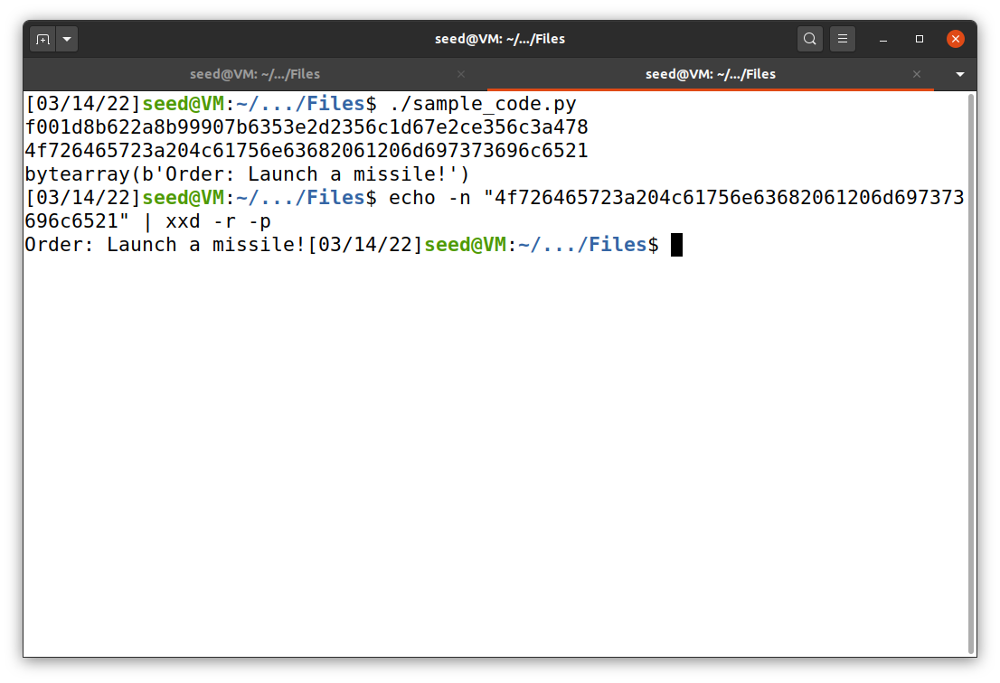 seed@VM: ~/.../Files
seed@VM: ~/.../Files
seed@VM: ~/.../Files
[03/14/22]seed@VM:~/.../Files$ ./sample_code.py
f001d8b622a8b99907b6353e2d2356c1d67e2ce356c3a478
4f726465723a204c61756e63682061206d697373696c6521
bytearray(b'Order: Launch a missile!')
[03/14/22]seed@VM:~/.../Files$ echo -n "4f726465723a204c61756e63682061206d697373
696c6521" | xxd -r -p
Order: Launch a missile![03/14/22]seed@VM:~/.../Files$